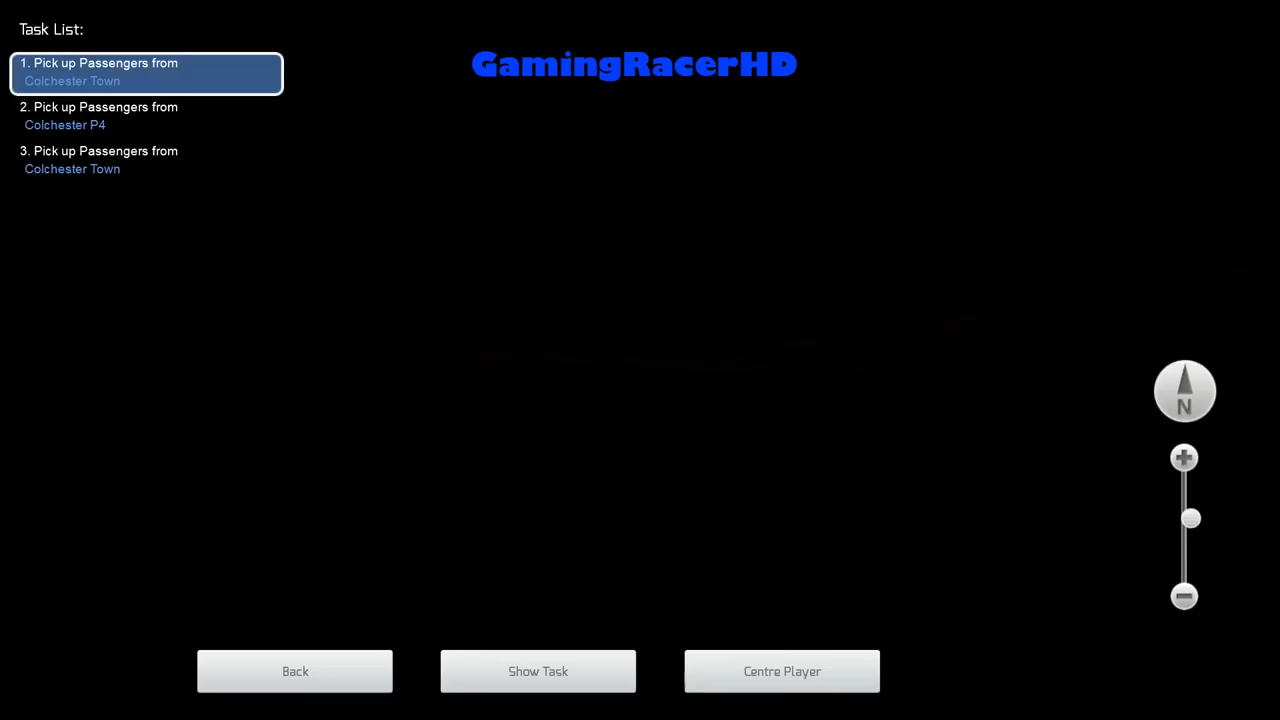 Task List:
GamingRacerHD
1. Pick up Passengers from
Colchester Town
2. Pick up Passengers from
Colchester P4
3. Pick up Passengers from
Colchester Town
N
Back
Show Task
Centre Player